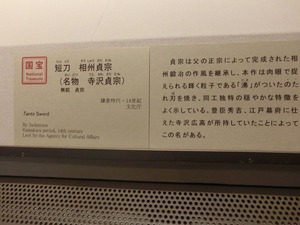 国宝
National
Treasure
短刀 相州貞宗
(名物 寺沢貞宗)
無銘 貞宗
鎌倉時代・14世紀
文化庁
Tanto Sword
By Sadamune
Kamakura period, 14th century
Lent by the Agency for Cultural Affairs
貞宗は父の正宗によって完成された相
州鍛冶の作風を継承し、本作は肉眼で捉
えられる輝く粒子である「沸」がついたのた
れ刃を焼き、同工独特の穏やかな特徴を
よく示している。豊臣秀吉、江戸幕府に仕
えた寺沢広高が所持していたことによって
この名がある。